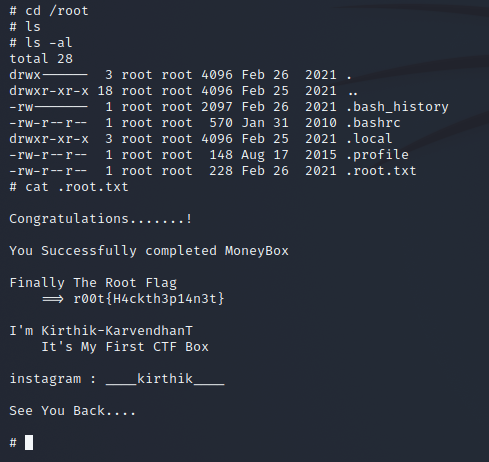 # cd /root
# ls
# ls -al
total 28
drwx------  3 root root 4096 Feb 26  2021 .
drwxr-xr-x 18 root root 4096 Feb 25  2021 ..
-rw-------  1 root root 2097 Feb 26  2021 .bash_history
-rw-r--r--  1 root root  570 Jan 31  2010 .bashrc
drwxr-xr-x  3 root root 4096 Feb 25  2021 .local
-rw-r--r--  1 root root  148 Aug 17  2015 .profile
-rw-r--r--  1 root root  228 Feb 26  2021 .root.txt
# cat .root.txt
Congratulations.......!
You Successfully completed MoneyBox
Finally The Root Flag
    ==> r00t{H4ckth3p14n3t}
I'm Kirthik-KarvendhanT
    It's My First CTF Box
instagram : ____kirthik____
See You Back....
#